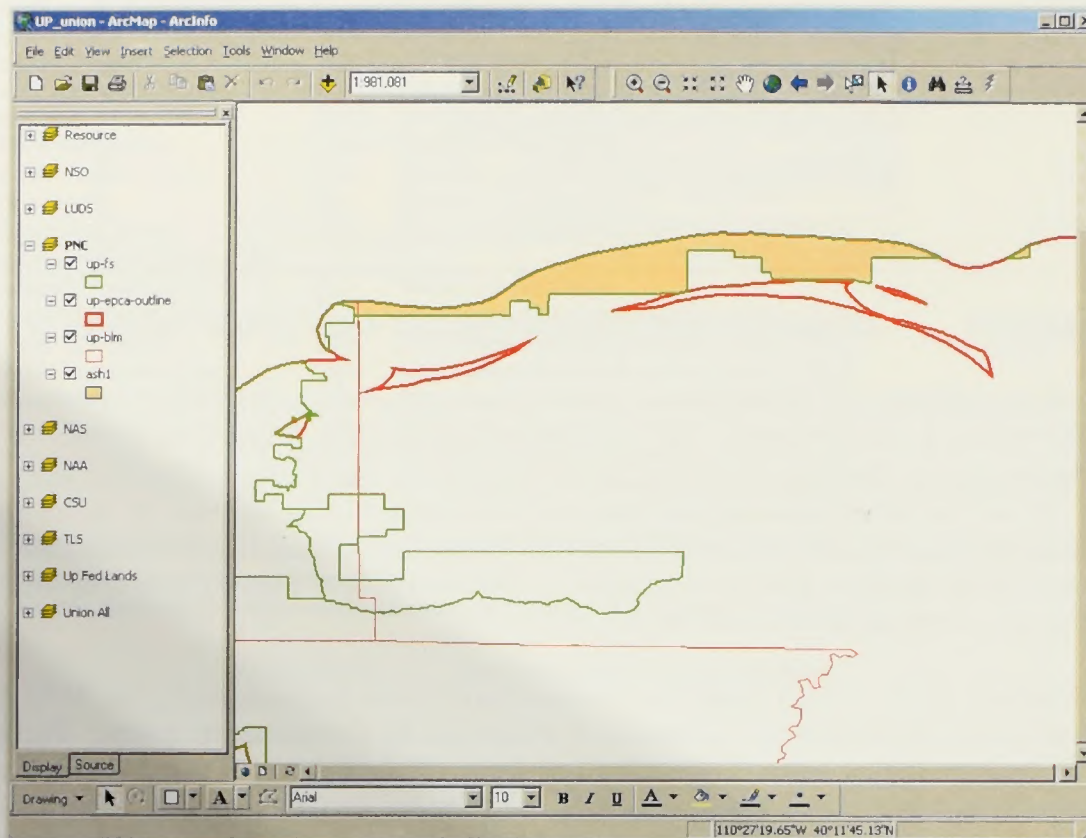 UP_union - ArcMap - ArcInfo
File Edit View Insert Selection Tools Window Help
1:981,081
Resource
NSO
LUDS
PNC
up-fs
up-epca-outline
up-blm
ash1
NAS
NAA
CSU
TLS
Up Fed Lands
Union All
Display Source
Drawing A Arial 10 B I U A
110°27'19.65"W 40°11'45.13"N